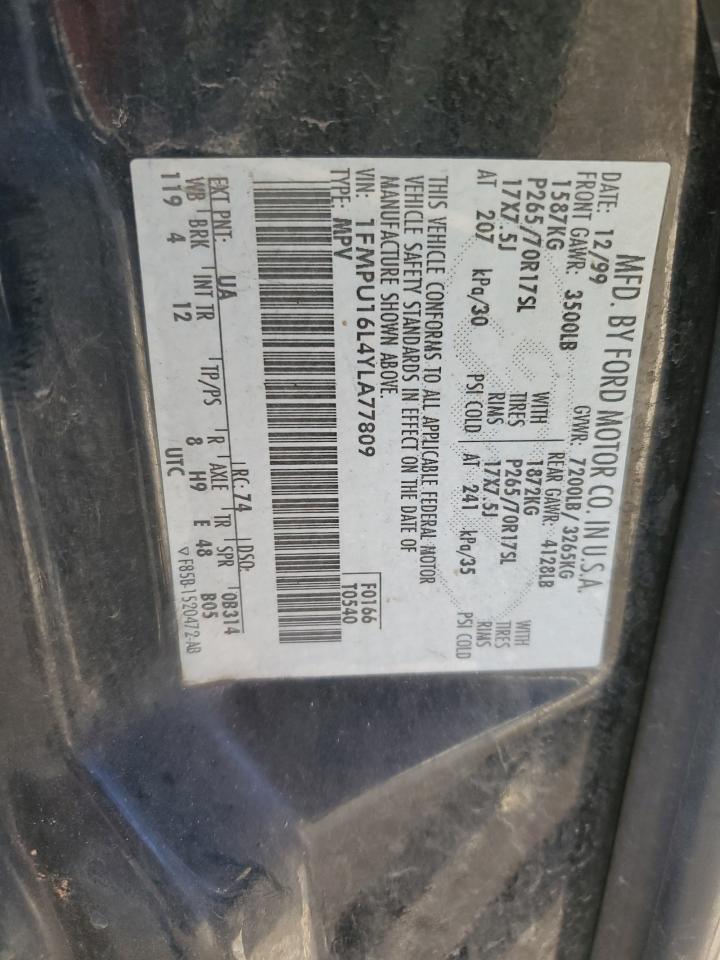 MFD. BY FORD MOTOR CO. IN U.S.A.
DATE: 12/99 GVWR: 7200LB/ 3265KG
FRONT GAWR: 3500LB REAR GAWR: 4128LB
1587KG WITH 1872KG WITH
P265/70R17SL TIRES P265/70R17SL TIRES
17X7.5J RIMS 17X7.5J RIMS
AT 207 kPa/30 PSI COLD AT 241 kPa/35 PSI COLD
THIS VEHICLE CONFORMS TO ALL APPLICABLE FEDERAL MOTOR
VEHICLE SAFETY STANDARDS IN EFFECT ON THE DATE OF
MANUFACTURE SHOWN ABOVE.
VIN: 1FMPU16L4YLA77809 F0166
TYPE: MPV T0540
EXT PNT: UA RC: 74 DSO:
WB BRK INT TR TP/PS R AXLE TR SPR 0B314
119 4 12 8 H9 E 48 B05
UTC ▽F85B-1520472-AB